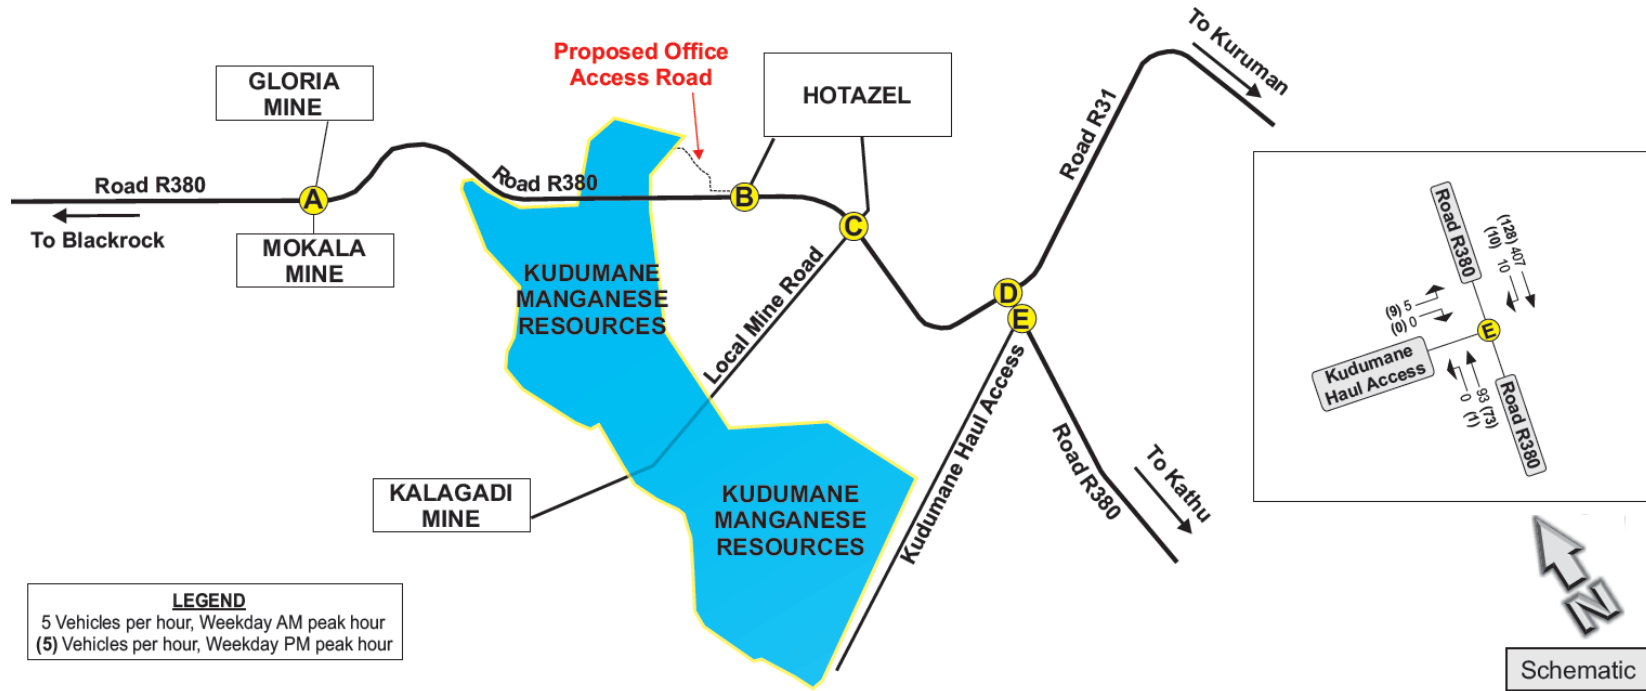 Proposed Office
Access Road
To Kuruman
GLORIA
MINE
HOTAZEL
Road R31
Road R380
A
Road R380
B
To Blackrock
MOKALA
MINE
C
KUDUMANE
MANGANESE
RESOURCES
Local Mine Road
D
E
Kudumane Haul Access
Road R380
To Kathu
KALAGADI
MINE
KUDUMANE
MANGANESE
RESOURCES
Road R380
(128) 407
(10) 10
(9) 5
(0) 0
E
Kudumane
Haul Access
93 (73)
0 (1)
Road R380
LEGEND
5 Vehicles per hour, Weekday AM peak hour
(5) Vehicles per hour, Weekday PM peak hour
N
Schematic